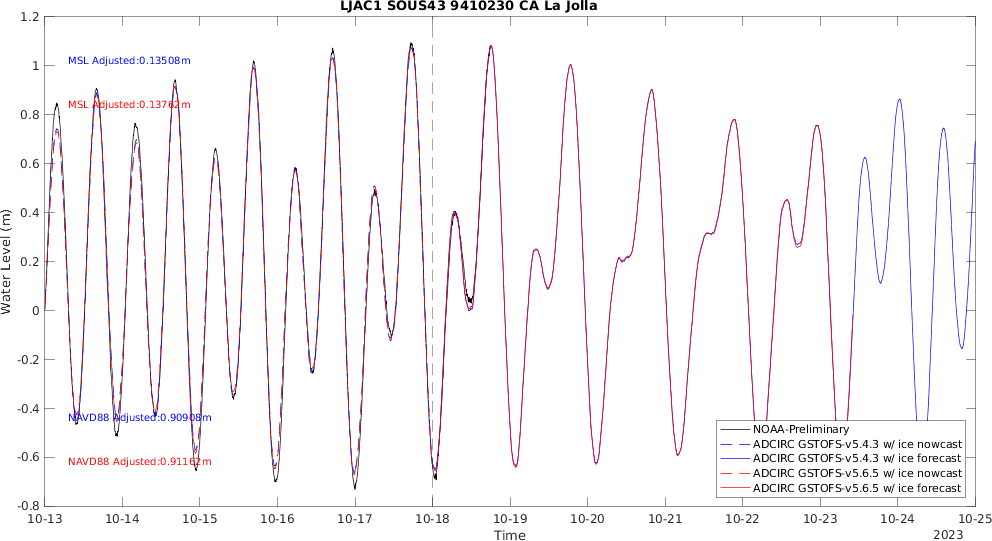 LJAC1 SOUS43 9410230 CA La Jolla
1.2
1
0.8
0.6
0.4
0.2
0
-0.2
-0.4
-0.6
-0.8
Water Level (m)
MSL Adjusted:0.13508m
MSL Adjusted:0.13762m
NAVD88 Adjusted:0.90908m
NAVD88 Adjusted:0.91162m
NOAA-Preliminary
ADCIRC GSTOFS-v5.4.3 w/ ice nowcast
ADCIRC GSTOFS-v5.4.3 w/ ice forecast
ADCIRC GSTOFS-v5.6.5 w/ ice nowcast
ADCIRC GSTOFS-v5.6.5 w/ ice forecast
10-13 10-14 10-15 10-16 10-17 10-18 10-19 10-20 10-21 10-22 10-23 10-24 10-25
Time
2023